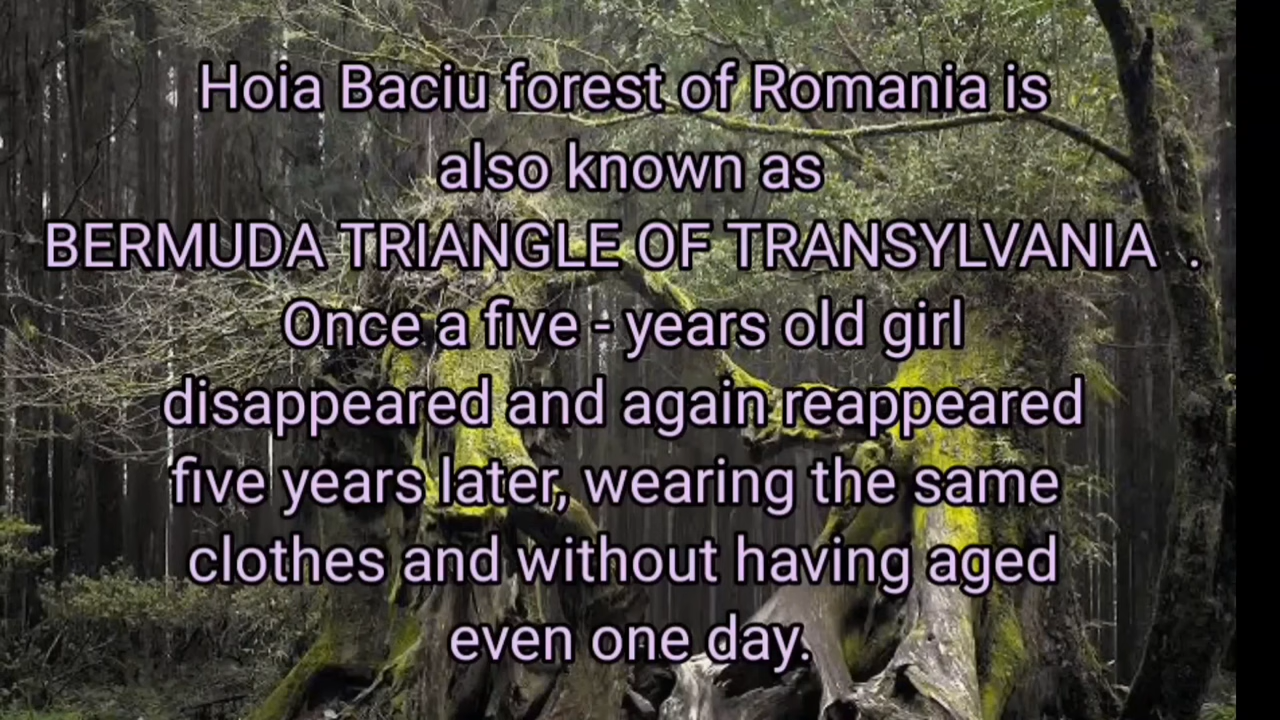 Hoia Baciu forest of Romania is
also known as
BERMUDA TRIANGLE OF TRANSYLVANIA .
Once a five - years old girl
disappeared and again reappeared
five years later, wearing the same
clothes and without having aged
even one day.